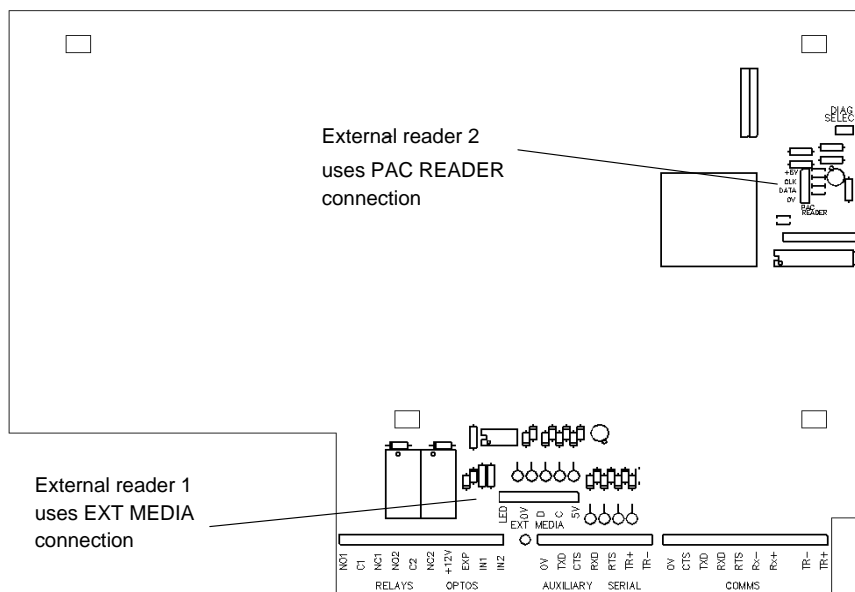 DIAG
SELEC
External reader 2
uses PAC READER
connection
+5V
CLK
DATA
0V
PAC
READER
External reader 1
uses EXT MEDIA
connection
LED
0V
D
C
5V
EXT MEDIA
NO1
C1
NC1
NO2
C2
NC2
+12V
EXP
IN1
IN2
0V
TXD
CTS
RXD
RTS
TR+
TR-
0V
CTS
TXD
RXD
RTS
Rx-
Rx+
TR-
TR+
RELAYS
OPTOS
AUXILIARY SERIAL
COMMS